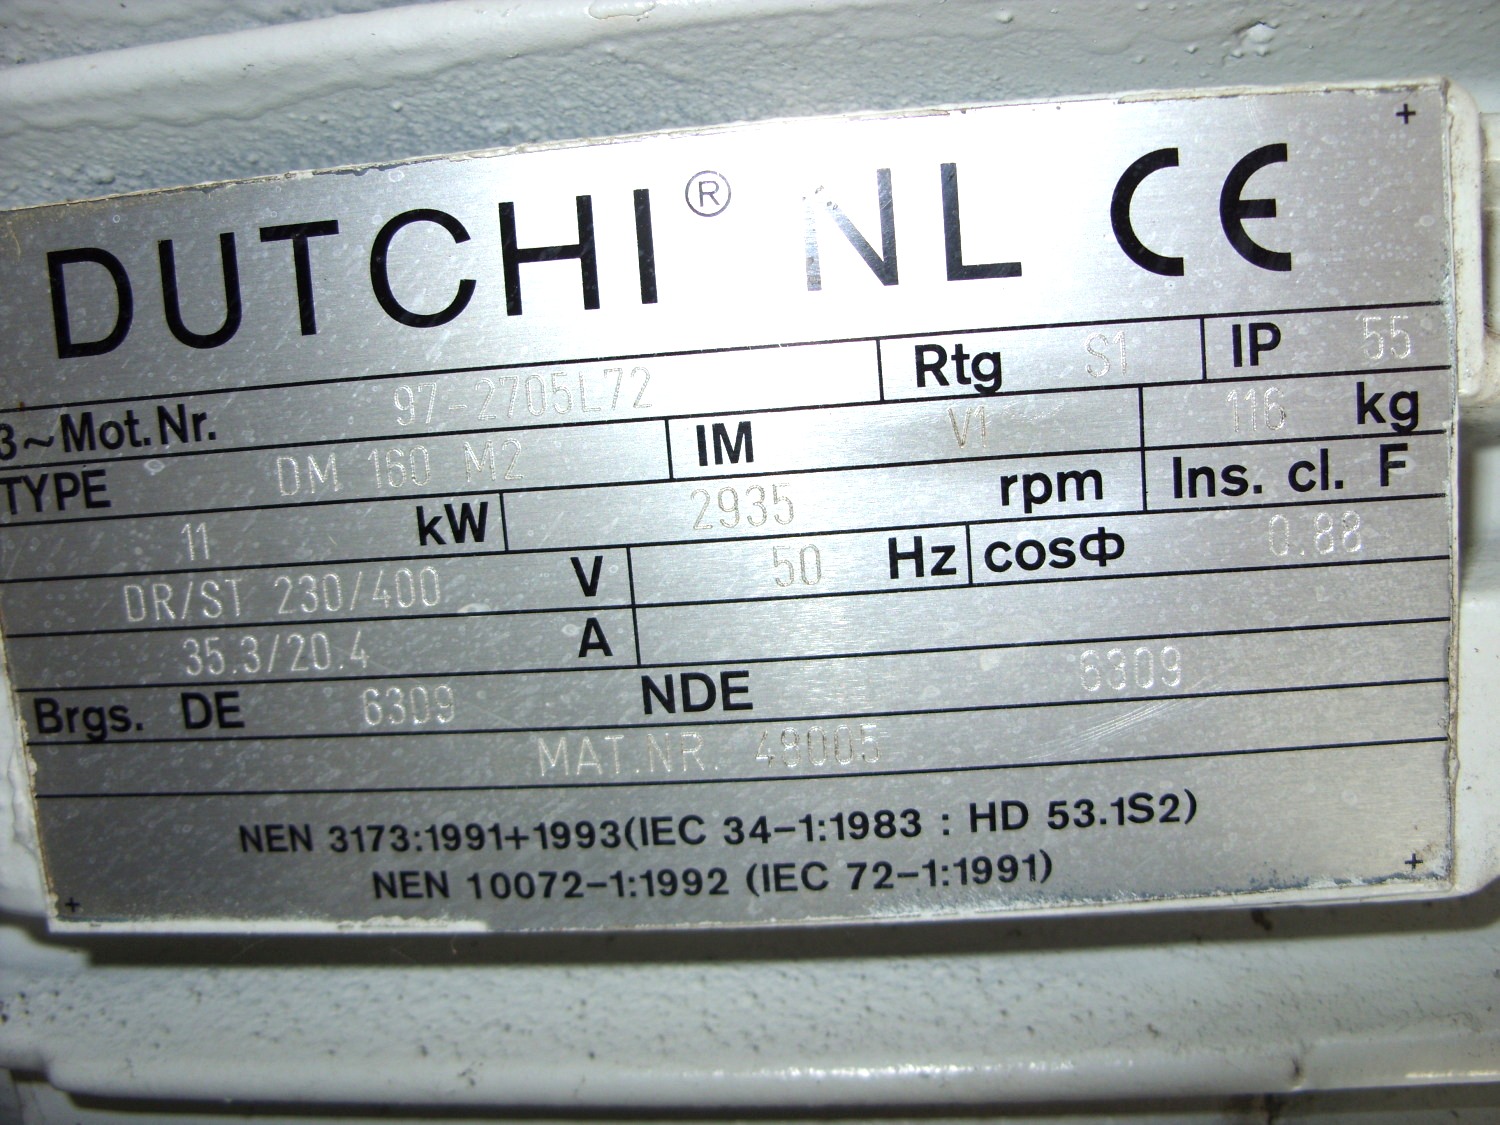 DUTCHI® NL CE
3~Mot.Nr. 97-2705L72 Rtg S1 IP 55
TYPE DM 160 M2 IM V1 116 kg
11 kW 2935 rpm Ins. cl. F
DR/ST 230/400 V 50 Hz cosΦ 0.88
35.3/20.4 A
Brgs. DE 6309 NDE 6309
MAT.NR. 49005
NEN 3173:1991+1993(IEC 34-1:1983 : HD 53.1S2)
NEN 10072-1:1992 (IEC 72-1:1991)